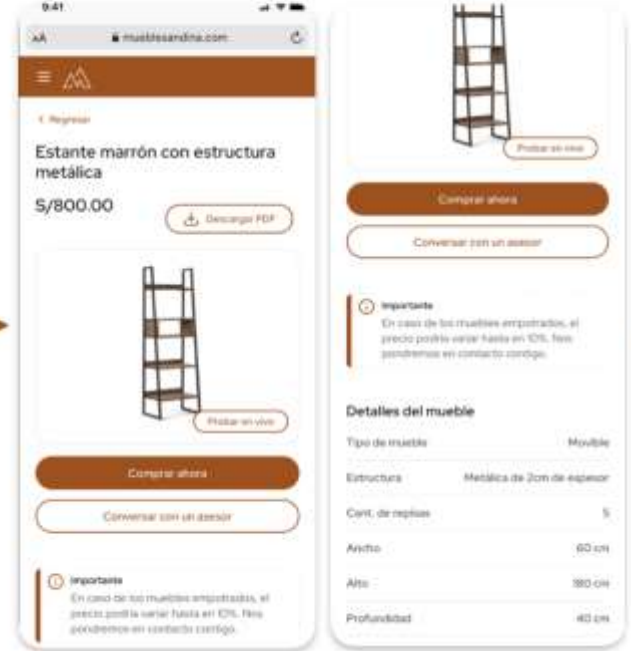 9:41
AA mueblesandina.com
< Regresar
Estante marrón con estructura
metálica
S/800.00
Descargar PDF
Probar en vivo
Comprar ahora
Conversar con un asesor
Importante
En caso de los muebles empotrados, el
precio podría variar hasta en 10%. Nos
pondremos en contacto contigo.
Probar en vivo
Comprar ahora
Conversar con un asesor
Importante
En caso de los muebles empotrados, el
precio podría variar hasta en 10%. Nos
pondremos en contacto contigo.
Detalles del mueble
Tipo de mueble Movible
Estructura Metálica de 2cm de espesor
Cant. de repisas 5
Ancho 60 cm
Alto 180 cm
Profundidad 40 cm